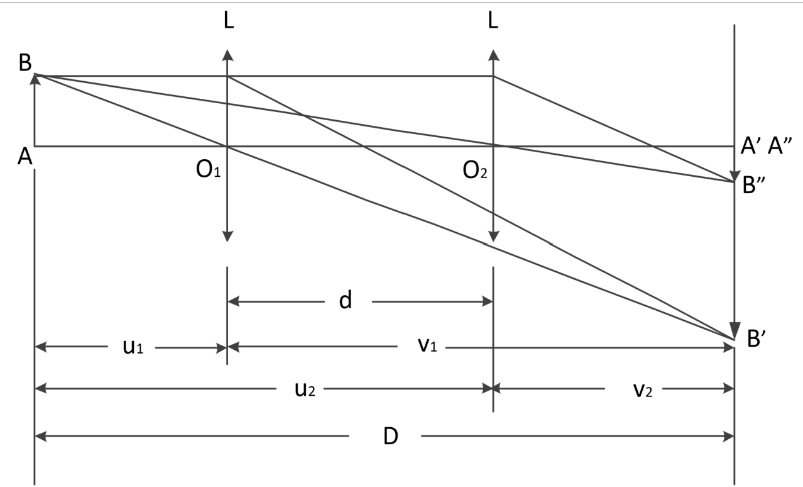 L L
B
A A′ A″
O₁ O₂
B″
d
B′
u₁ v₁
u₂ v₂
D